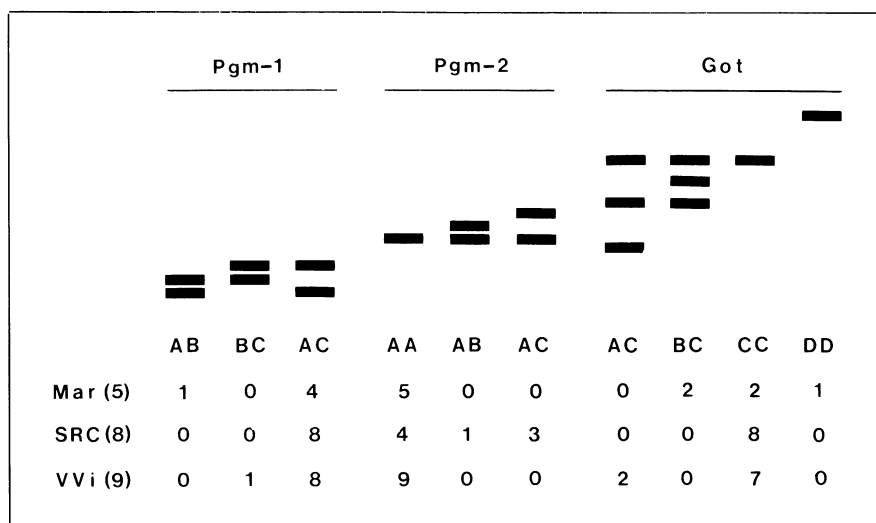 Pgm-1 Pgm-2 Got
AB BC AC AA AB AC AC BC CC DD
Mar(5) 1 0 4 5 0 0 0 2 2 1
SRC(8) 0 0 8 4 1 3 0 0 8 0
VVi(9) 0 1 8 9 0 0 2 0 7 0